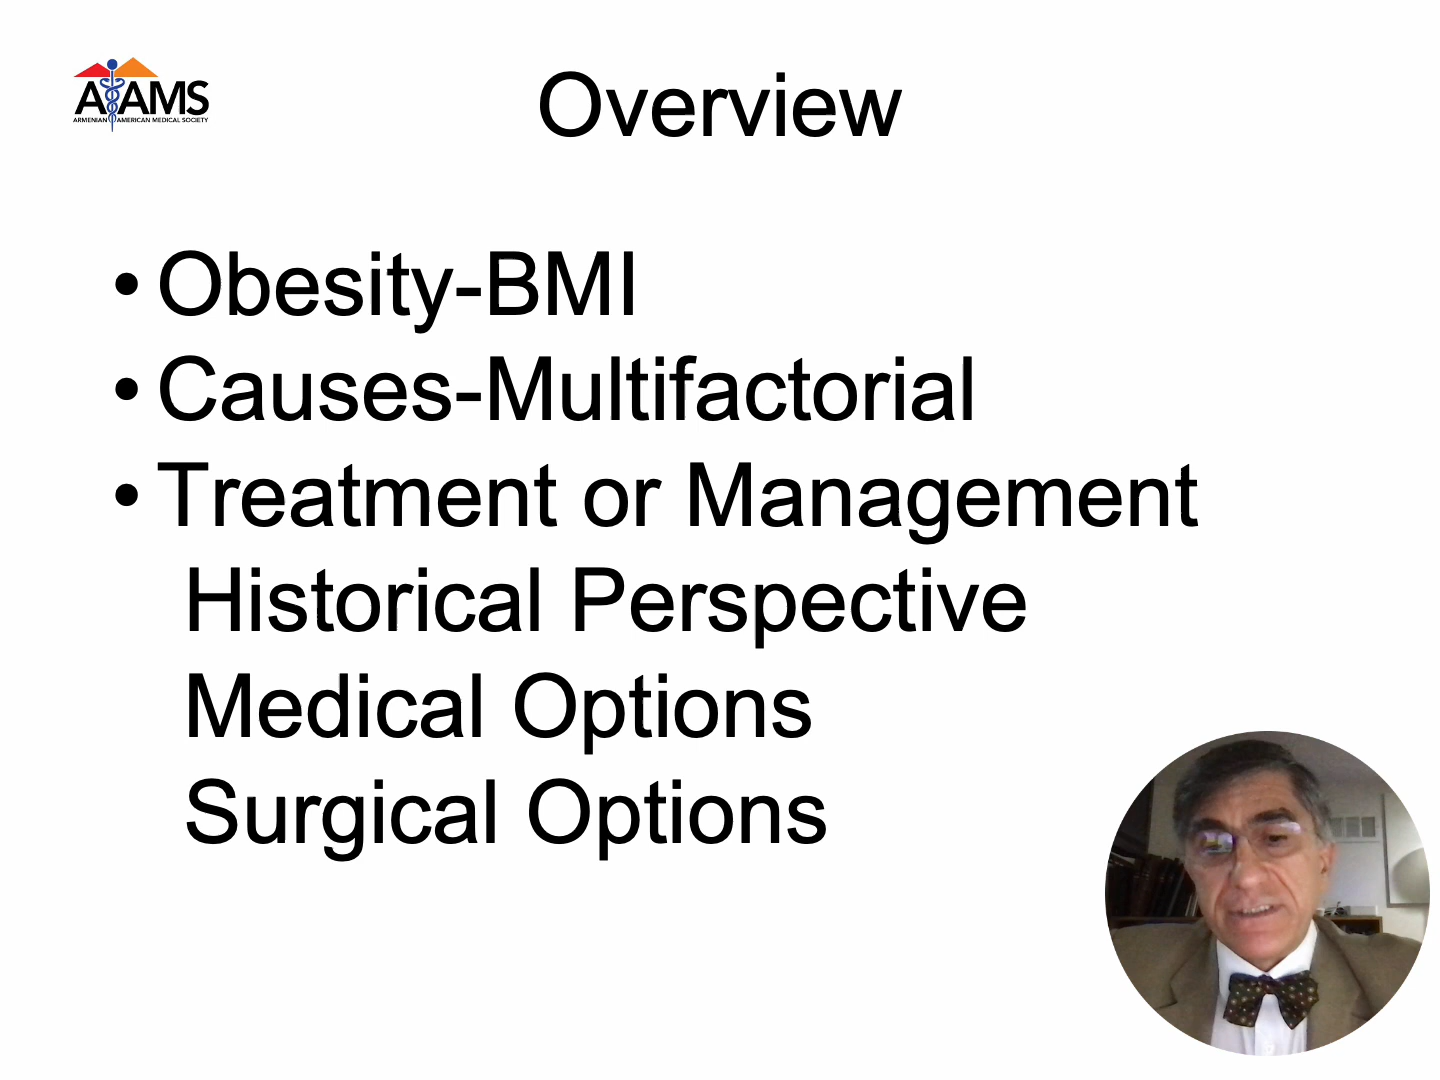 AAMS
ARMENIAN AMERICAN MEDICAL SOCIETY
Overview
• Obesity-BMI
• Causes-Multifactorial
• Treatment or Management
Historical Perspective
Medical Options
Surgical Options